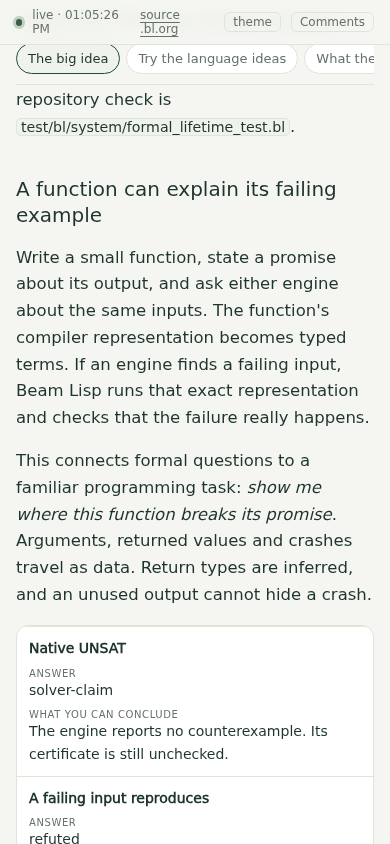 live · 01:05:26 PM
source .bl.org
theme
Comments
The big idea
Try the language ideas
What the
repository check is
test/bl/system/formal_lifetime_test.bl.
A function can explain its failing
example
Write a small function, state a promise
about its output, and ask either engine
about the same inputs. The function's
compiler representation becomes typed
terms. If an engine finds a failing input,
Beam Lisp runs that exact representation
and checks that the failure really happens.
This connects formal questions to a
familiar programming task: show me
where this function breaks its promise.
Arguments, returned values and crashes
travel as data. Return types are inferred,
and an unused output cannot hide a crash.
Native UNSAT
ANSWER
solver-claim
WHAT YOU CAN CONCLUDE
The engine reports no counterexample. Its
certificate is still unchecked.
A failing input reproduces
ANSWER
refuted